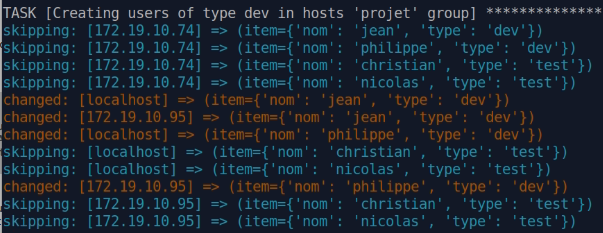 TASK [Creating users of type dev in hosts 'projet' group] **************
skipping: [172.19.10.74] => (item={'nom': 'jean', 'type': 'dev'})
skipping: [172.19.10.74] => (item={'nom': 'philippe', 'type': 'dev'})
skipping: [172.19.10.74] => (item={'nom': 'christian', 'type': 'test'})
skipping: [172.19.10.74] => (item={'nom': 'nicolas', 'type': 'test'})
changed: [localhost] => (item={'nom': 'jean', 'type': 'dev'})
changed: [172.19.10.95] => (item={'nom': 'jean', 'type': 'dev'})
changed: [localhost] => (item={'nom': 'philippe', 'type': 'dev'})
skipping: [localhost] => (item={'nom': 'christian', 'type': 'test'})
skipping: [localhost] => (item={'nom': 'nicolas', 'type': 'test'})
changed: [172.19.10.95] => (item={'nom': 'philippe', 'type': 'dev'})
skipping: [172.19.10.95] => (item={'nom': 'christian', 'type': 'test'})
skipping: [172.19.10.95] => (item={'nom': 'nicolas', 'type': 'test'})